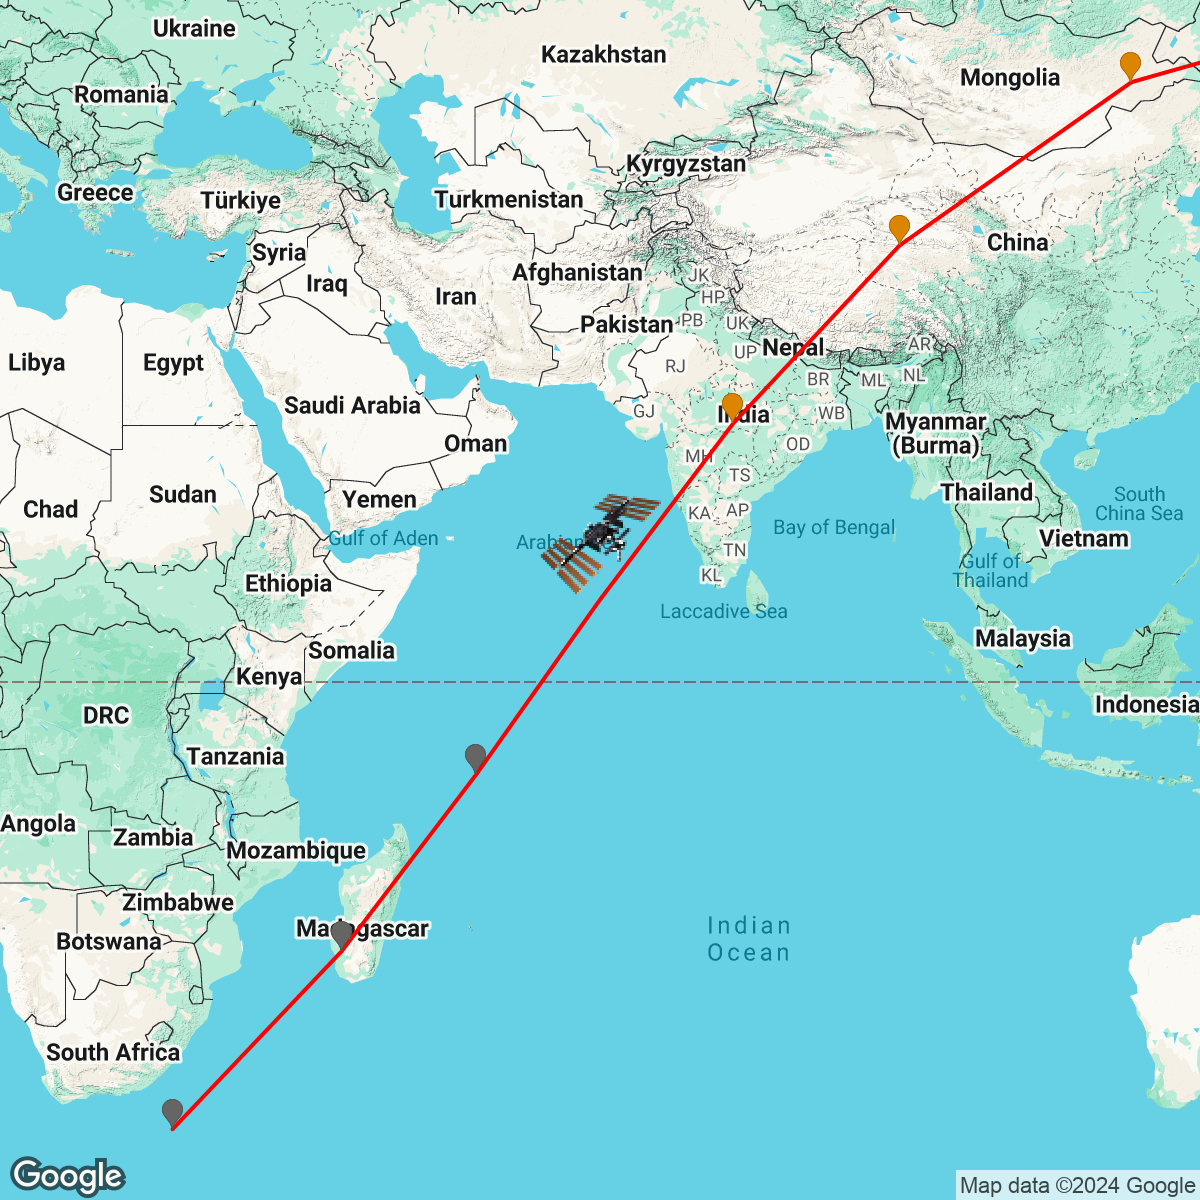 Ukraine
Kazakhstan
Mongolia
Romania
Kyrgyzstan
Greece
Türkiye
Turkmenistan
China
Syria
Iraq
Iran
Afghanistan
JK
HP
Pakistan
PB
UK
Nepal
AR
UP
Libya
Egypt
RJ
BR
ML
NL
Saudi Arabia
GJ
India
WB
Myanmar
(Burma)
Oman
OD
MH
TS
Chad
Sudan
Yemen
Thailand
South
China Sea
KA
AP
Gulf of Aden
Arabian
Bay of Bengal
Vietnam
TN
Gulf of
Thailand
KL
Ethiopia
Laccadive Sea
Somalia
Malaysia
Kenya
DRC
Indonesia
Tanzania
Angola
Zambia
Mozambique
Zimbabwe
Madagascar
Botswana
Indian
Ocean
South Africa
Google
Map data ©2024 Google